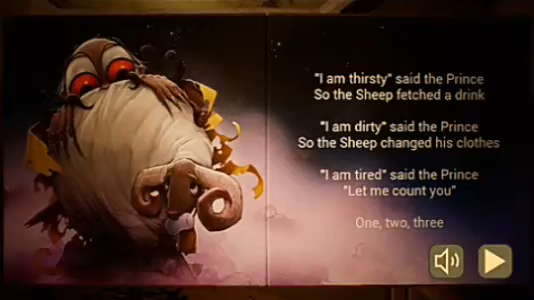 "I am thirsty" said the Prince
So the Sheep fetched a drink
"I am dirty" said the Prince
So the Sheep changed his clothes
"I am tired" said the Prince
"Let me count you"
One, two, three